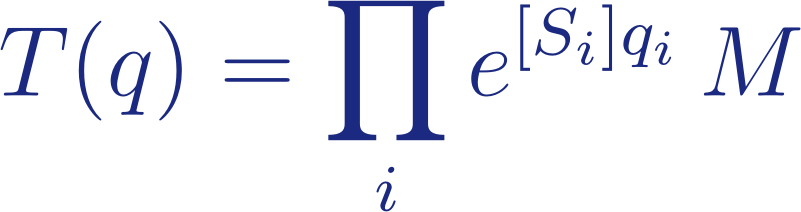 T(q) = ∏_i e^{[S_i]q_i} M